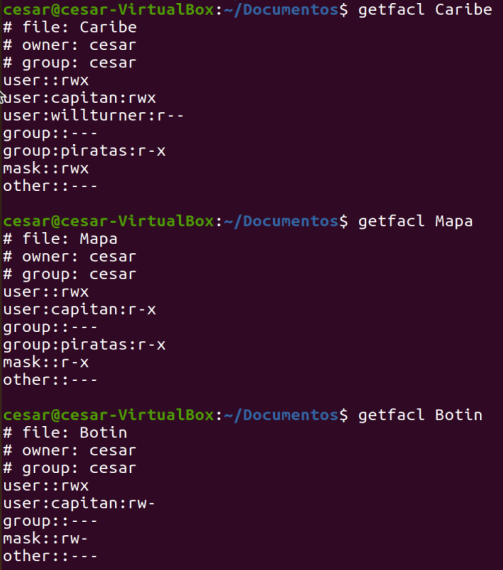 cesar@cesar-VirtualBox:~/Documentos$ getfacl Caribe
# file: Caribe
# owner: cesar
# group: cesar
user::rwx
user:capitan:rwx
user:willturner:r--
group::---
group:piratas:r-x
mask::rwx
other::---

cesar@cesar-VirtualBox:~/Documentos$ getfacl Mapa
# file: Mapa
# owner: cesar
# group: cesar
user::rwx
user:capitan:r-x
group::---
group:piratas:r-x
mask::r-x
other::---

cesar@cesar-VirtualBox:~/Documentos$ getfacl Botin
# file: Botin
# owner: cesar
# group: cesar
user::rwx
user:capitan:rw-
group::---
mask::rw-
other::---